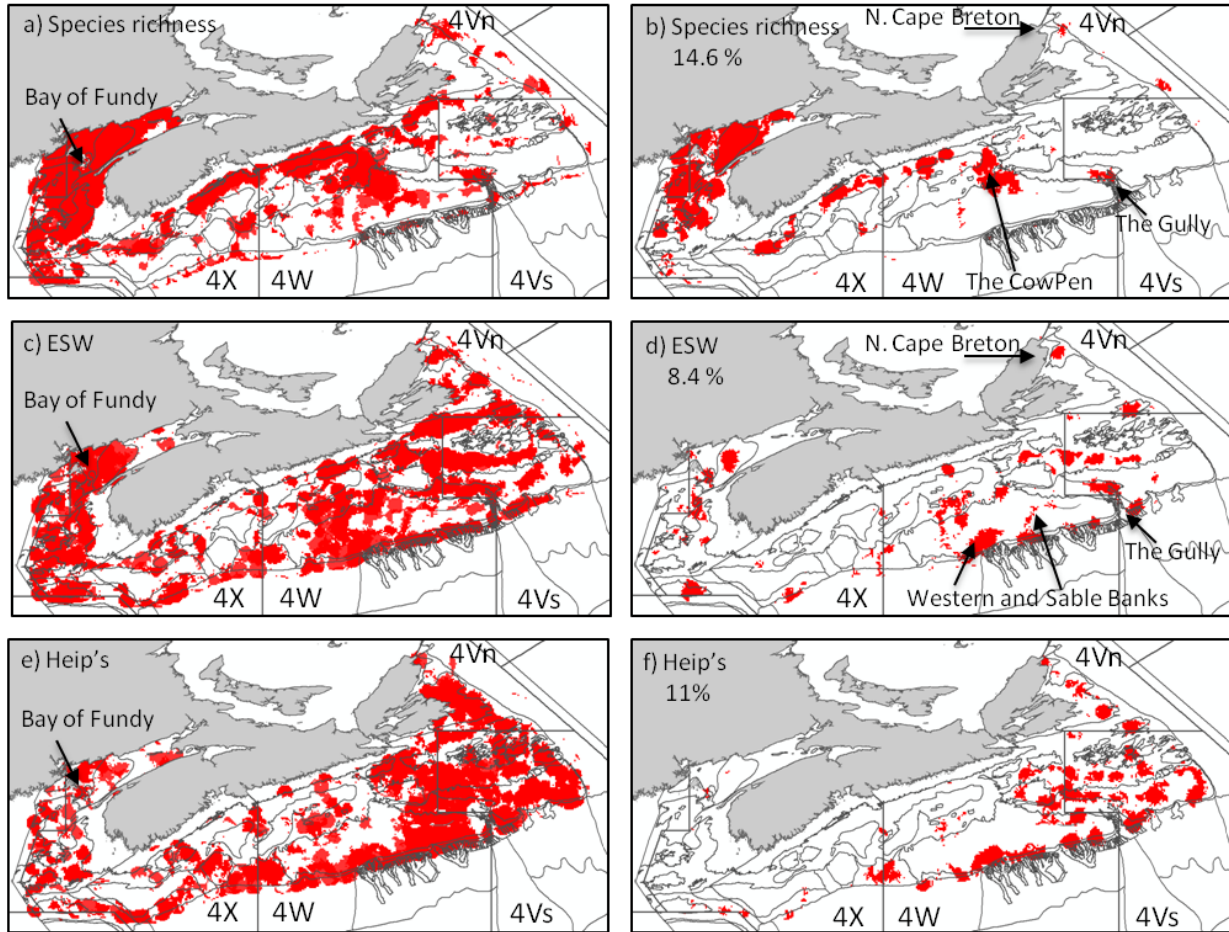 a) Species richness
4Vn
Bay of Fundy
4X
4W
4Vs
N. Cape Breton
b) Species richness
14.6 %
4Vn
The Gully
The CowPen
4X
4W
4Vs
c) ESW
4Vn
Bay of Fundy
4X
4W
4Vs
d) ESW
8.4 %
N. Cape Breton
4Vn
The Gully
Western and Sable Banks
4X
4W
4Vs
e) Heip's
4Vn
Bay of Fundy
4X
4W
4Vs
f) Heip's
11%
4Vn
4X
4W
4Vs